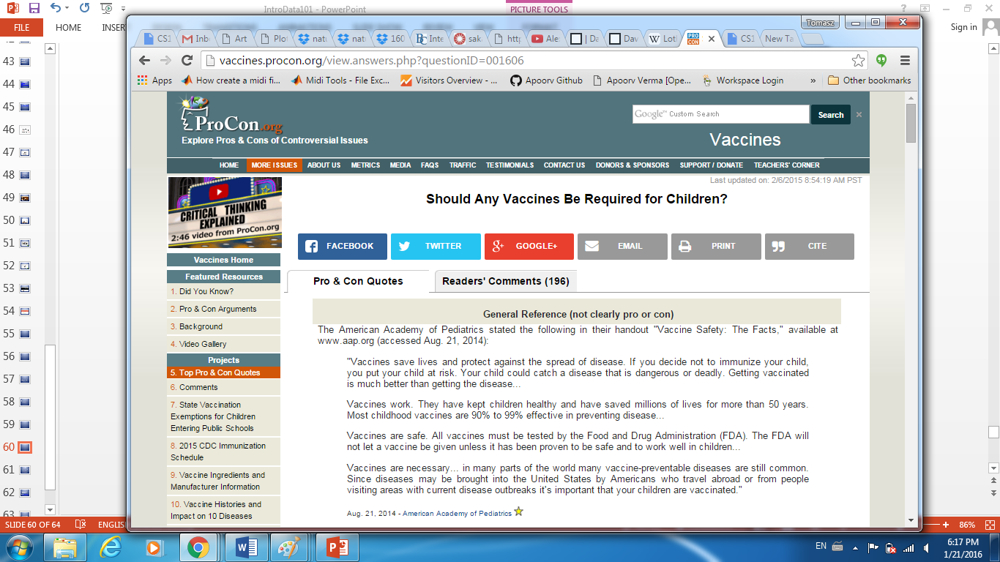 IntroData101 - PowerPoint
PICTURE TOOLS
FILE
HOME
INSER
Sign in
Tomasz
CS1
Inb
Art
Plo
nat
nat
160
Inte
sak
http
Ale
| Da
Dav
Lot
CS1
New Ta
vaccines.procon.org/view.answers.php?questionID=001606
Apps
How create a midi fi...
Midi Tools - File Exc...
Visitors Overview - ...
Apoorv Github
Apoorv Verma [Ope...
Workspace Login
»
Other bookmarks
ProCon.org
Explore Pros & Cons of Controversial Issues
Google™ Custom Search
Search
Vaccines
HOME MORE ISSUES ABOUT US METRICS MEDIA FAQS TRAFFIC TESTIMONIALS CONTACT US DONORS & SPONSORS SUPPORT / DONATE TEACHERS' CORNER
Last updated on: 2/6/2015 8:54:19 AM PST
CRITICAL THINKING
EXPLAINED
2:46 video from ProCon.org
Vaccines Home
Featured Resources
1. Did You Know?
2. Pro & Con Arguments
3. Background
4. Video Gallery
Projects
5. Top Pro & Con Quotes
6. Comments
7. State Vaccination
Exemptions for Children
Entering Public Schools
8. 2015 CDC Immunization
Schedule
9. Vaccine Ingredients and
Manufacturer Information
10. Vaccine Histories and
Impact on 10 Diseases
Should Any Vaccines Be Required for Children?
FACEBOOK
TWITTER
GOOGLE+
EMAIL
PRINT
CITE
Pro & Con Quotes
Readers' Comments (196)
General Reference (not clearly pro or con)
The American Academy of Pediatrics stated the following in their handout "Vaccine Safety: The Facts," available at
www.aap.org (accessed Aug. 21, 2014):
"Vaccines save lives and protect against the spread of disease. If you decide not to immunize your child,
you put your child at risk. Your child could catch a disease that is dangerous or deadly. Getting vaccinated
is much better than getting the disease...
Vaccines work. They have kept children healthy and have saved millions of lives for more than 50 years.
Most childhood vaccines are 90% to 99% effective in preventing disease...
Vaccines are safe. All vaccines must be tested by the Food and Drug Administration (FDA). The FDA will
not let a vaccine be given unless it has been proven to be safe and to work well in children...
Vaccines are necessary... in many parts of the world many vaccine-preventable diseases are still common.
Since diseases may be brought into the United States by Americans who travel abroad or from people
visiting areas with current disease outbreaks it's important that your children are vaccinated."
Aug. 21, 2014 - American Academy of Pediatrics
43
44
45
46
47
48
49
50
51
52
53
54
55
56
57
58
59
60
61
62
63
SLIDE 60 OF 64
ENGLIS
86%
EN
6:17 PM
1/21/2016